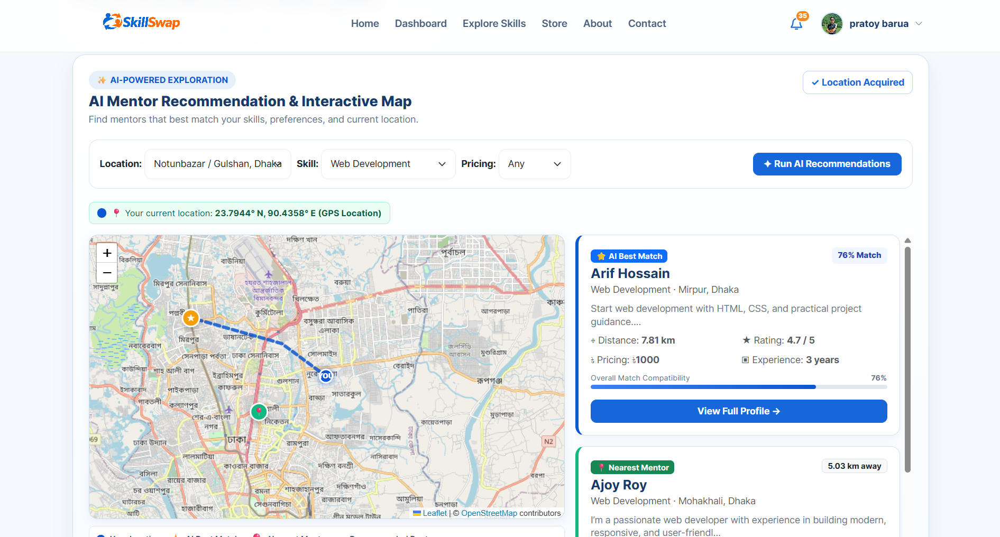 SkillSwap
Home Dashboard Explore Skills Store About Contact
35
pratoy barua
✨ AI-POWERED EXPLORATION
✓ Location Acquired
AI Mentor Recommendation & Interactive Map
Find mentors that best match your skills, preferences, and current location.
Location: Notunbazar / Gulshan, Dhaka Skill: Web Development Pricing: Any
✦ Run AI Recommendations
📍 Your current location: 23.7944° N, 90.4358° E (GPS Location)
+
−
দক্ষিণ খান
পূর্বাচল
বিরুলিয়া
বাউনিয়া
মিরপুর সেনানিবাস
সাদুল্লাপুর
হযরত শাহজালাল
আন্তর্জাতিক
বিমানবন্দর
বরুয়া
খিলক্ষেত
পাতিরা
আগারপাড়া
কুর্মিটোলা
বসুন্ধরা আবাসিক
এলাকা
মিরপুর
ভাষানটেক
নবাবেরবাগ
সেনপাড়া পর্বতা
ঢাকা সেনানিবাস
সোলমাইদ
জলসিঁড়ি
আবাসন
মুশুরিগ্রাম
কাউন্দিয়া
শাহ আলী বাগ
ইব্রাহিমপুর
গুলশান
YOU
বেরাইদ
রূপগঞ্জ
ইসাকাবাদ
পাইকপাড়া
কাফরুল
বাড্ডা
সাতারকুল
গাবতলী
কল্যাণপুর
শের-এ-বাংলা
নগর
নিকেতন
কায়েতপাড়া
মুড়াপাড়া
ঢাকা উদ্যান
ঢাকা
রামপুরা
আফতাবনগর
দাসেরকান্দি
N2
লালমাটিয়া
নাসিরাবাদ
কাওরান বাজার
দক্ষিণ বনশ্রী
বসিলা
রায়ের বাজার
বরপা
চর ওয়াশপুর
রমনা
শাহজাহানপুর
দক্ষিণগাঁও
রাজারবাগ
ঘাটারচর
আটি
হাজারীবাগ
সেগুনবাগিচা
আমুলিয়া
চনপাড়া
গ্রীন মডেল টাউন
Leaflet | © OpenStreetMap contributors
⭐ AI Best Match
76% Match
Arif Hossain
Web Development · Mirpur, Dhaka
Start web development with HTML, CSS, and practical project
guidance....
Distance: 7.81 km ★ Rating: 4.7 / 5
৳ Pricing: ৳1000 Experience: 3 years
Overall Match Compatibility 76%
View Full Profile →
📍 Nearest Mentor
5.03 km away
Ajoy Roy
Web Development · Mohakhali, Dhaka
I'm a passionate web developer with experience in building modern,
responsive, and user-friendl...